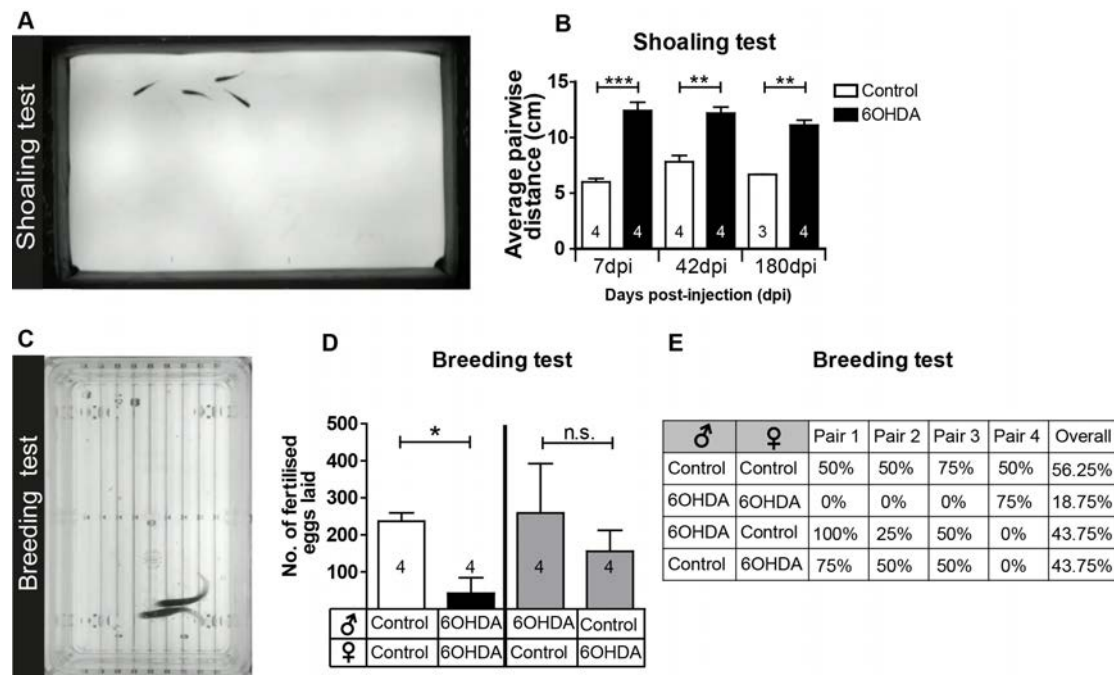 A
Shoaling test
B
Shoaling test
Average pairwise
distance (cm)
15
10
5
0
*** ** **
Control
6OHDA
4 4 4 4 3 4
7dpi 42dpi 180dpi
Days post-injection (dpi)
C
Breeding test
D
Breeding test
No. of fertilised
eggs laid
500
400
300
200
100
* n.s.
4 4 4 4
♂ Control 6OHDA 6OHDA Control
♀ Control 6OHDA Control 6OHDA
E
Breeding test
♂ ♀ Pair 1 Pair 2 Pair 3 Pair 4 Overall
Control Control 50% 50% 75% 50% 56.25%
6OHDA 6OHDA 0% 0% 0% 75% 18.75%
6OHDA Control 100% 25% 50% 0% 43.75%
Control 6OHDA 75% 50% 50% 0% 43.75%